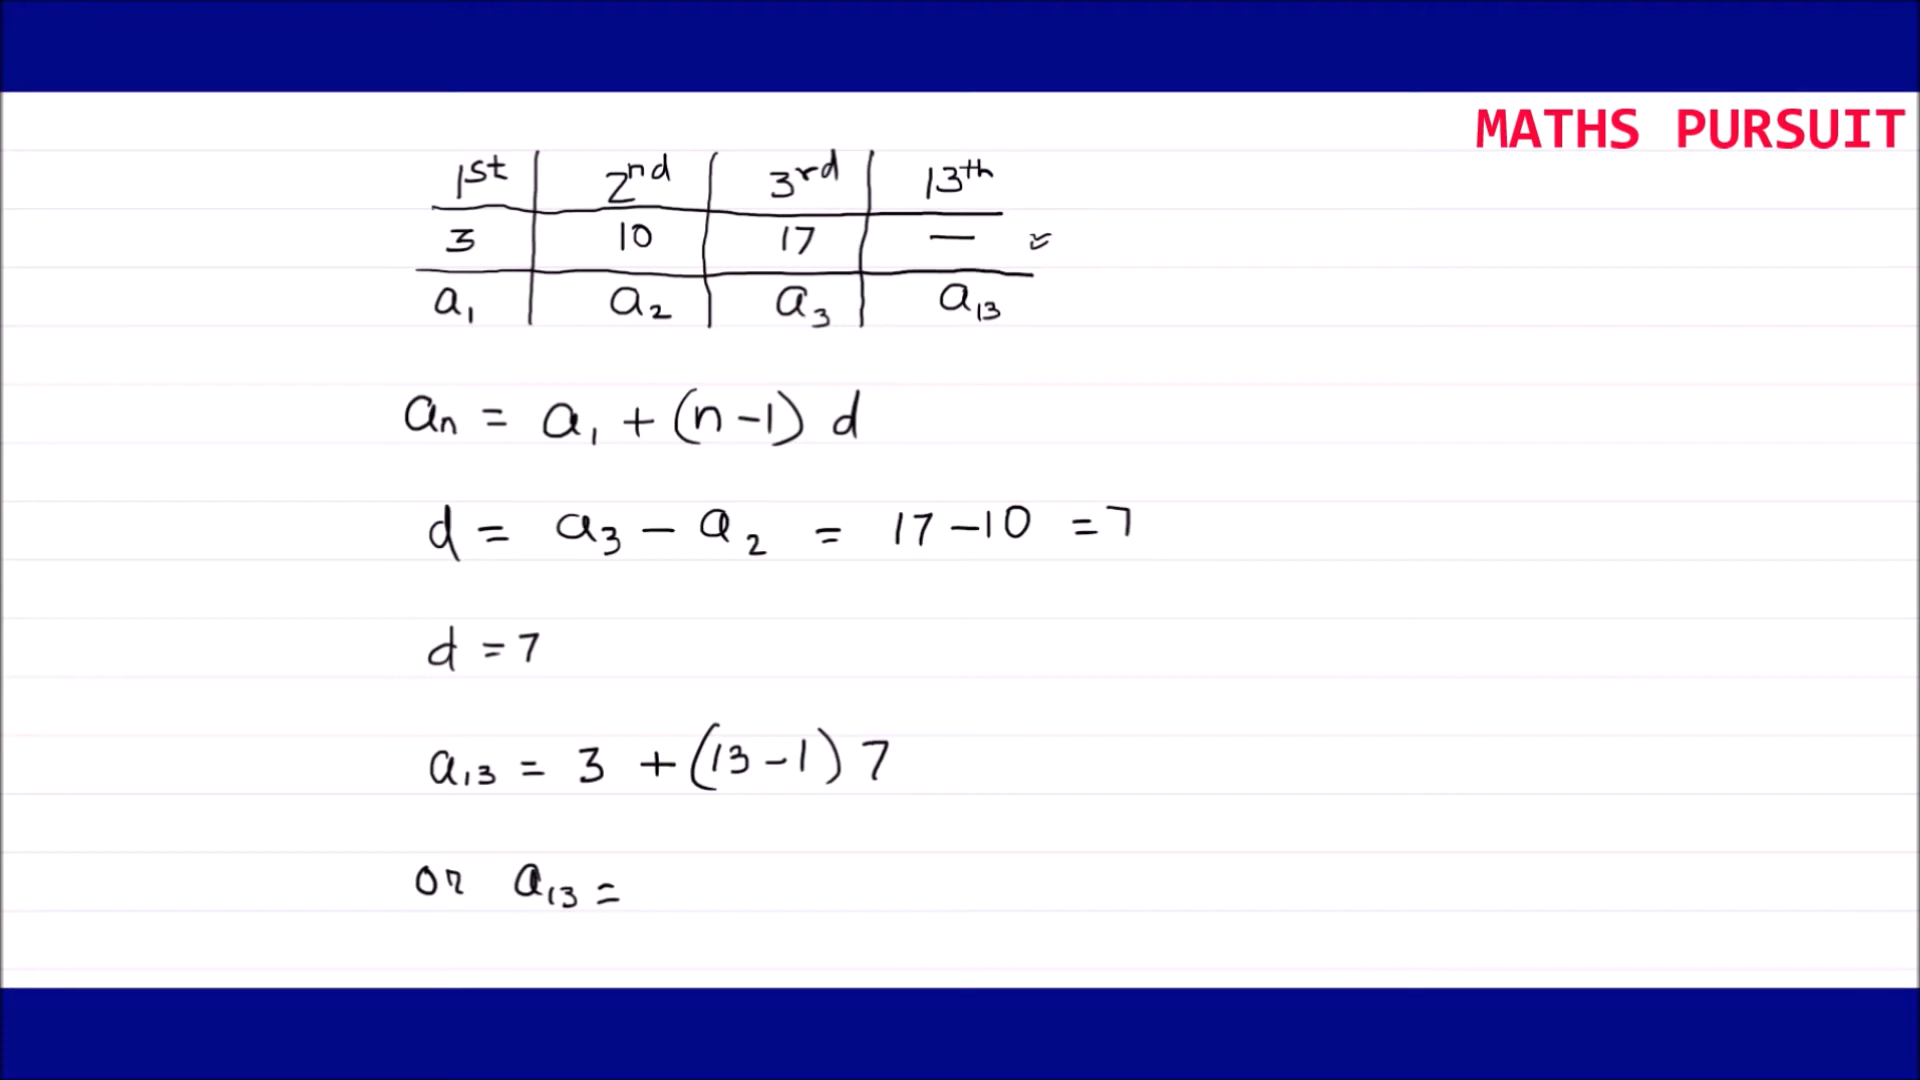 MATHS PURSUIT
1st 2nd 3rd 13th
3 10 17 —
a₁ a₂ a₃ a₁₃
aₙ = a₁ + (n-1) d
d = a₃ - a₂ = 17 - 10 = 7
d = 7
a₁₃ = 3 + (13-1) 7
or a₁₃ =